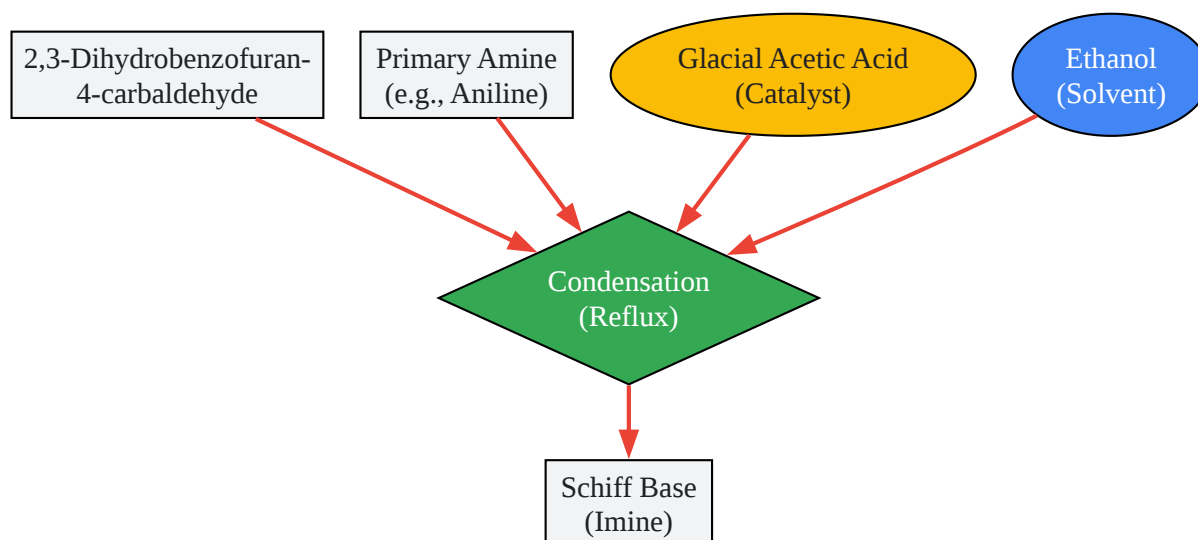 2,3-Dihydrobenzofuran-
4-carbaldehyde
Primary Amine
(e.g., Aniline)
Glacial Acetic Acid
(Catalyst)
Ethanol
(Solvent)
Condensation
(Reflux)
Schiff Base
(Imine)